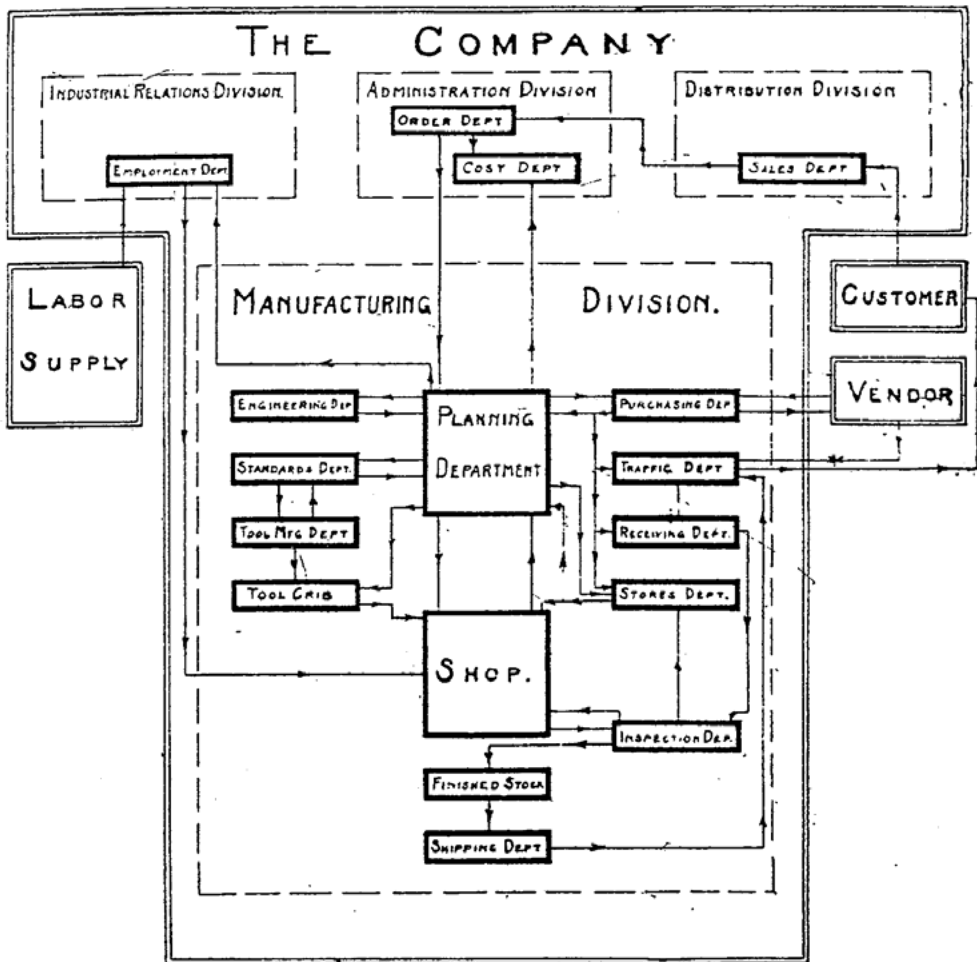 THE COMPANY
INDUSTRIAL RELATIONS DIVISION.
ADMINISTRATION DIVISION
DISTRIBUTION DIVISION
ORDER DEPT
COST DEPT
EMPLOYMENT DEPT
SALES DEPT
LABOR
SUPPLY
MANUFACTURING DIVISION.
CUSTOMER
VENDOR
ENGINEERING DEP
PLANNING
DEPARTMENT
PURCHASING DEP
STANDARDS DEPT.
TRAFFIC DEPT
TOOL MFG DEPT
RECEIVING DEPT.
TOOL CRIB
STORES DEPT.
SHOP.
INSPECTION DEP.
FINISHED STOCK
SHIPPING DEPT